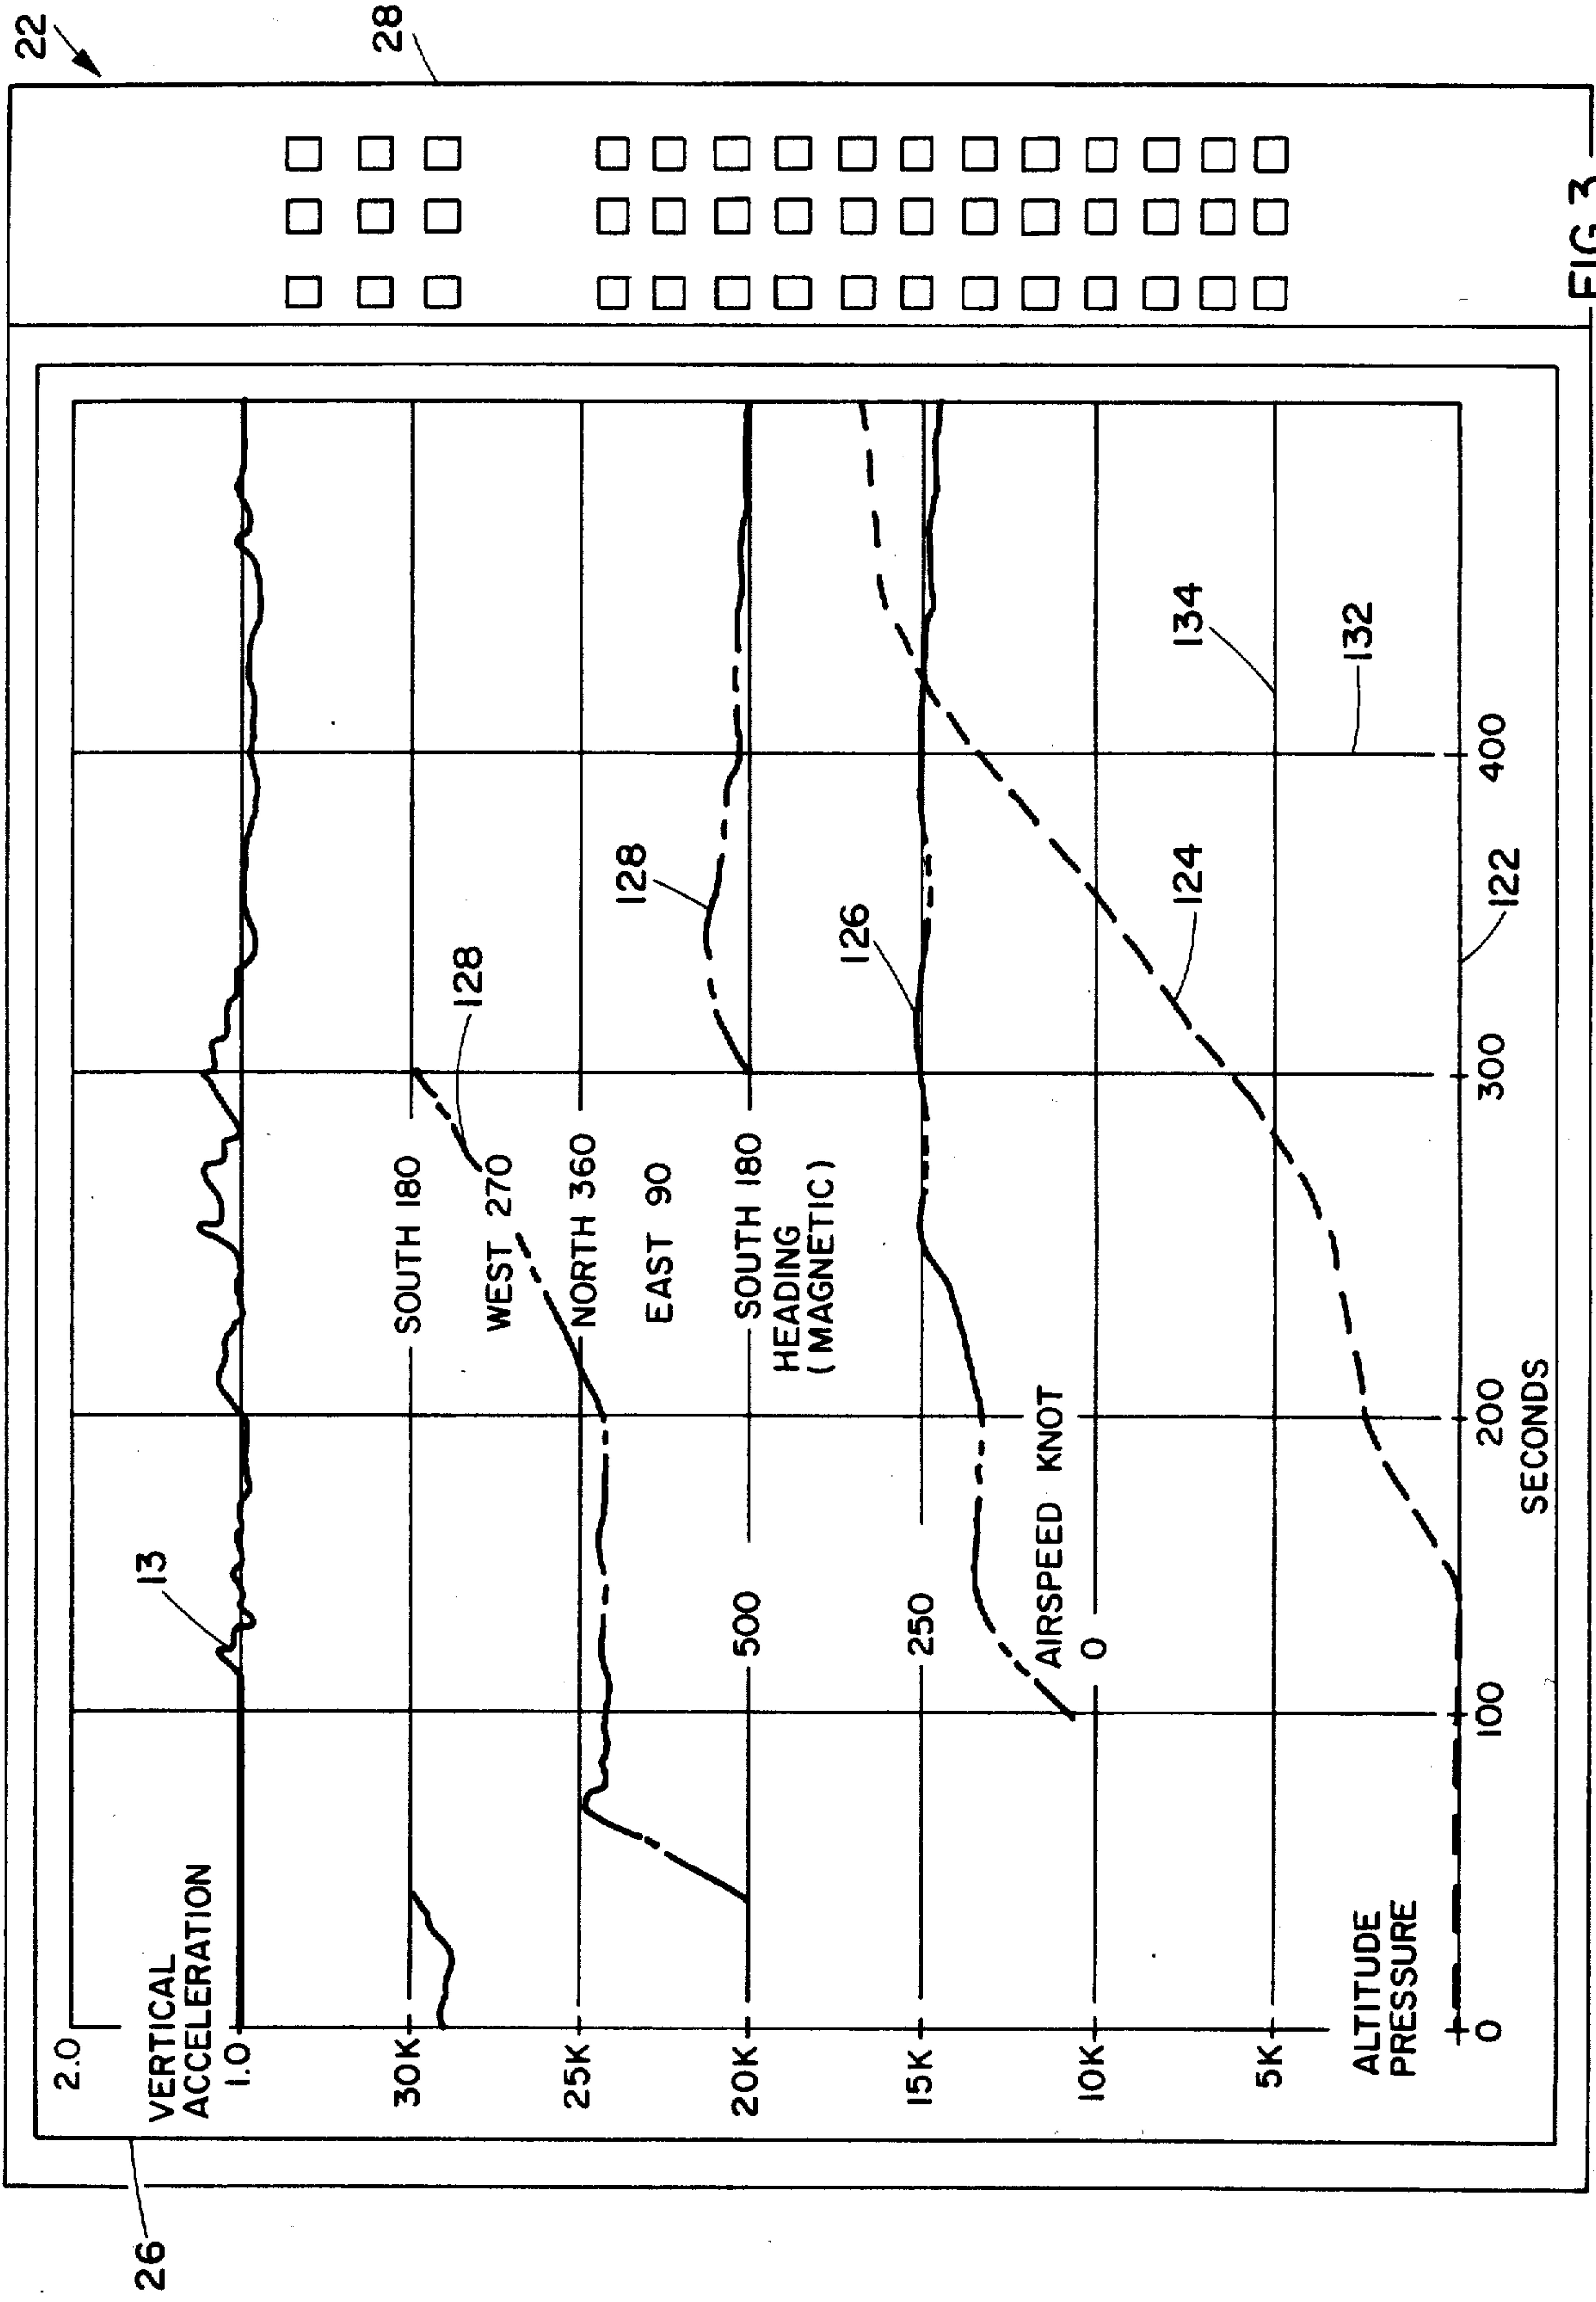 22
28
26
2.0
VERTICAL
ACCELERATION
1.0
13
30K
SOUTH 180
128
WEST 270
25K
NORTH 360
EAST 90
128
20K
500
SOUTH 180
HEADING
(MAGNETIC)
126
15K
250
AIRSPEED KNOT
10K
0
134
124
5K
132
ALTITUDE
PRESSURE
0
100
200
300
400
122
SECONDS
FIG 3